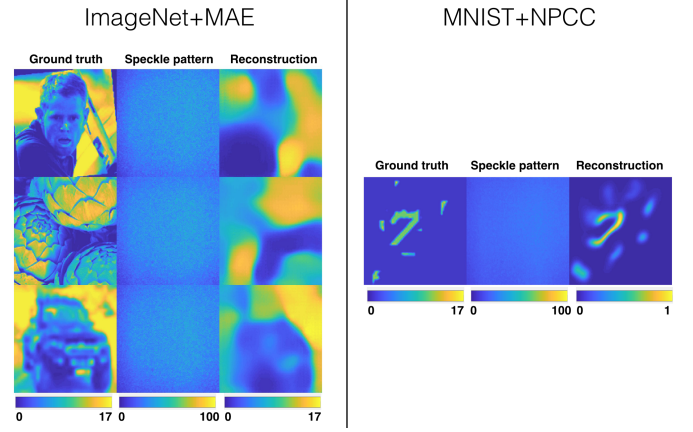 ImageNet+MAE
Ground truth Speckle pattern Reconstruction
0 17 0 100 0 17
MNIST+NPCC
Ground truth Speckle pattern Reconstruction
0 17 0 100 0 1